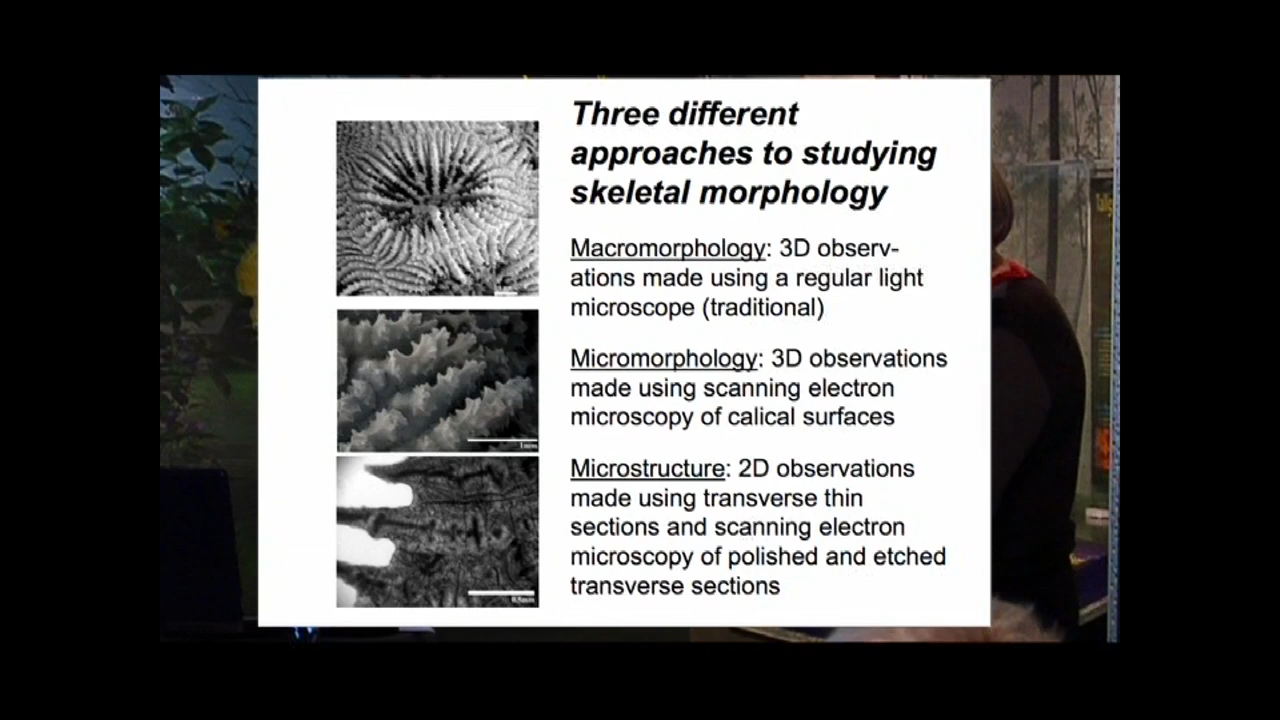 Three different
approaches to studying
skeletal morphology
Macromorphology: 3D observ-
ations made using a regular light
microscope (traditional)
Micromorphology: 3D observations
made using scanning electron
microscopy of calical surfaces
1mm
Microstructure: 2D observations
made using transverse thin
sections and scanning electron
microscopy of polished and etched
transverse sections